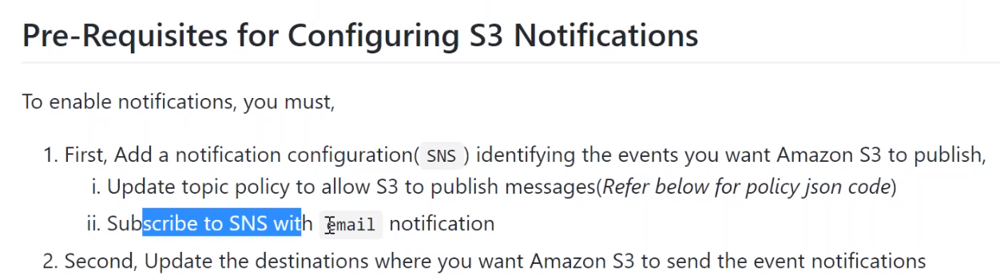 Pre-Requisites for Configuring S3 Notifications
To enable notifications, you must,
1. First, Add a notification configuration( SNS ) identifying the events you want Amazon S3 to publish,
i. Update topic policy to allow S3 to publish messages(Refer below for policy json code)
ii. Subscribe to SNS with email notification
2. Second, Update the destinations where you want Amazon S3 to send the event notifications